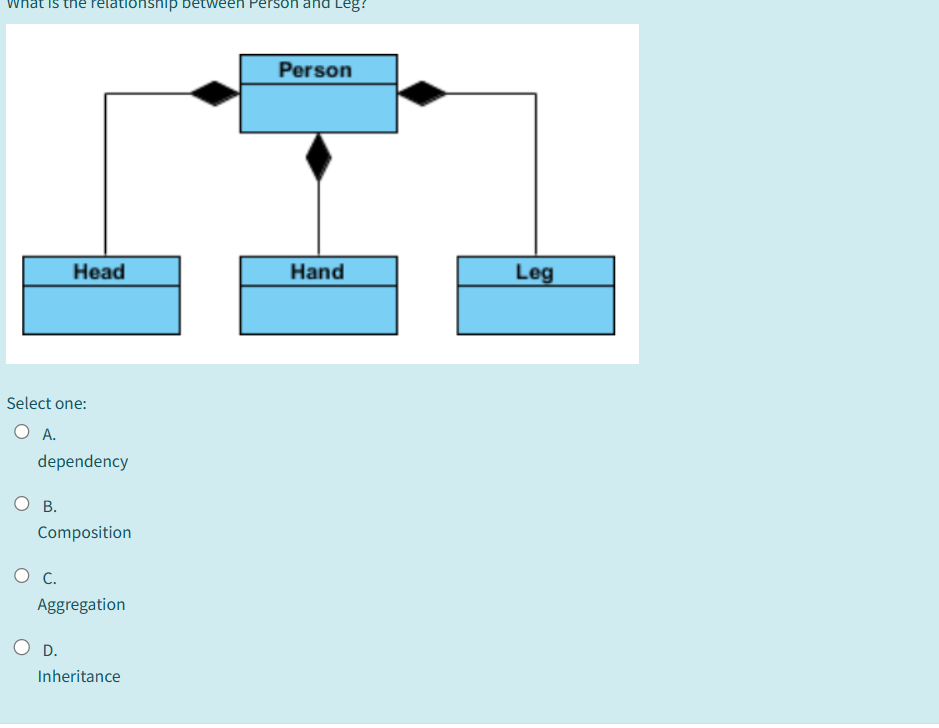 What is the relationship between Person and Leg?
Person
Head
Hand
Leg
Select one:
A.
dependency
B.
Composition
C.
Aggregation
D.
Inheritance